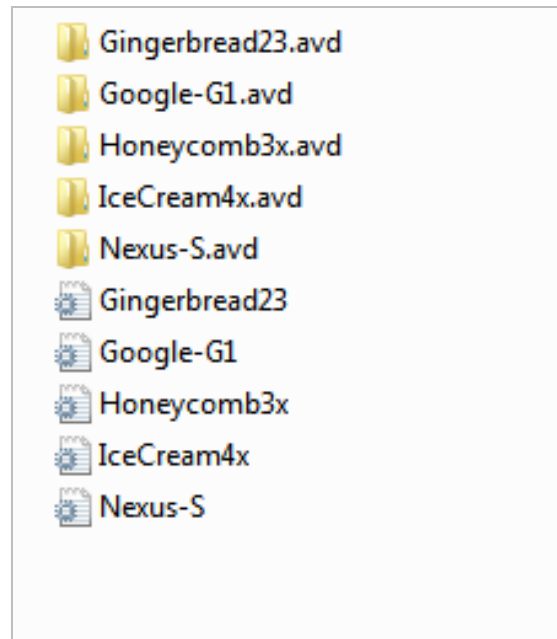 Gingerbread23.avd
Google-G1.avd
Honeycomb3x.avd
IceCream4x.avd
Nexus-S.avd
Gingerbread23
Google-G1
Honeycomb3x
IceCream4x
Nexus-S